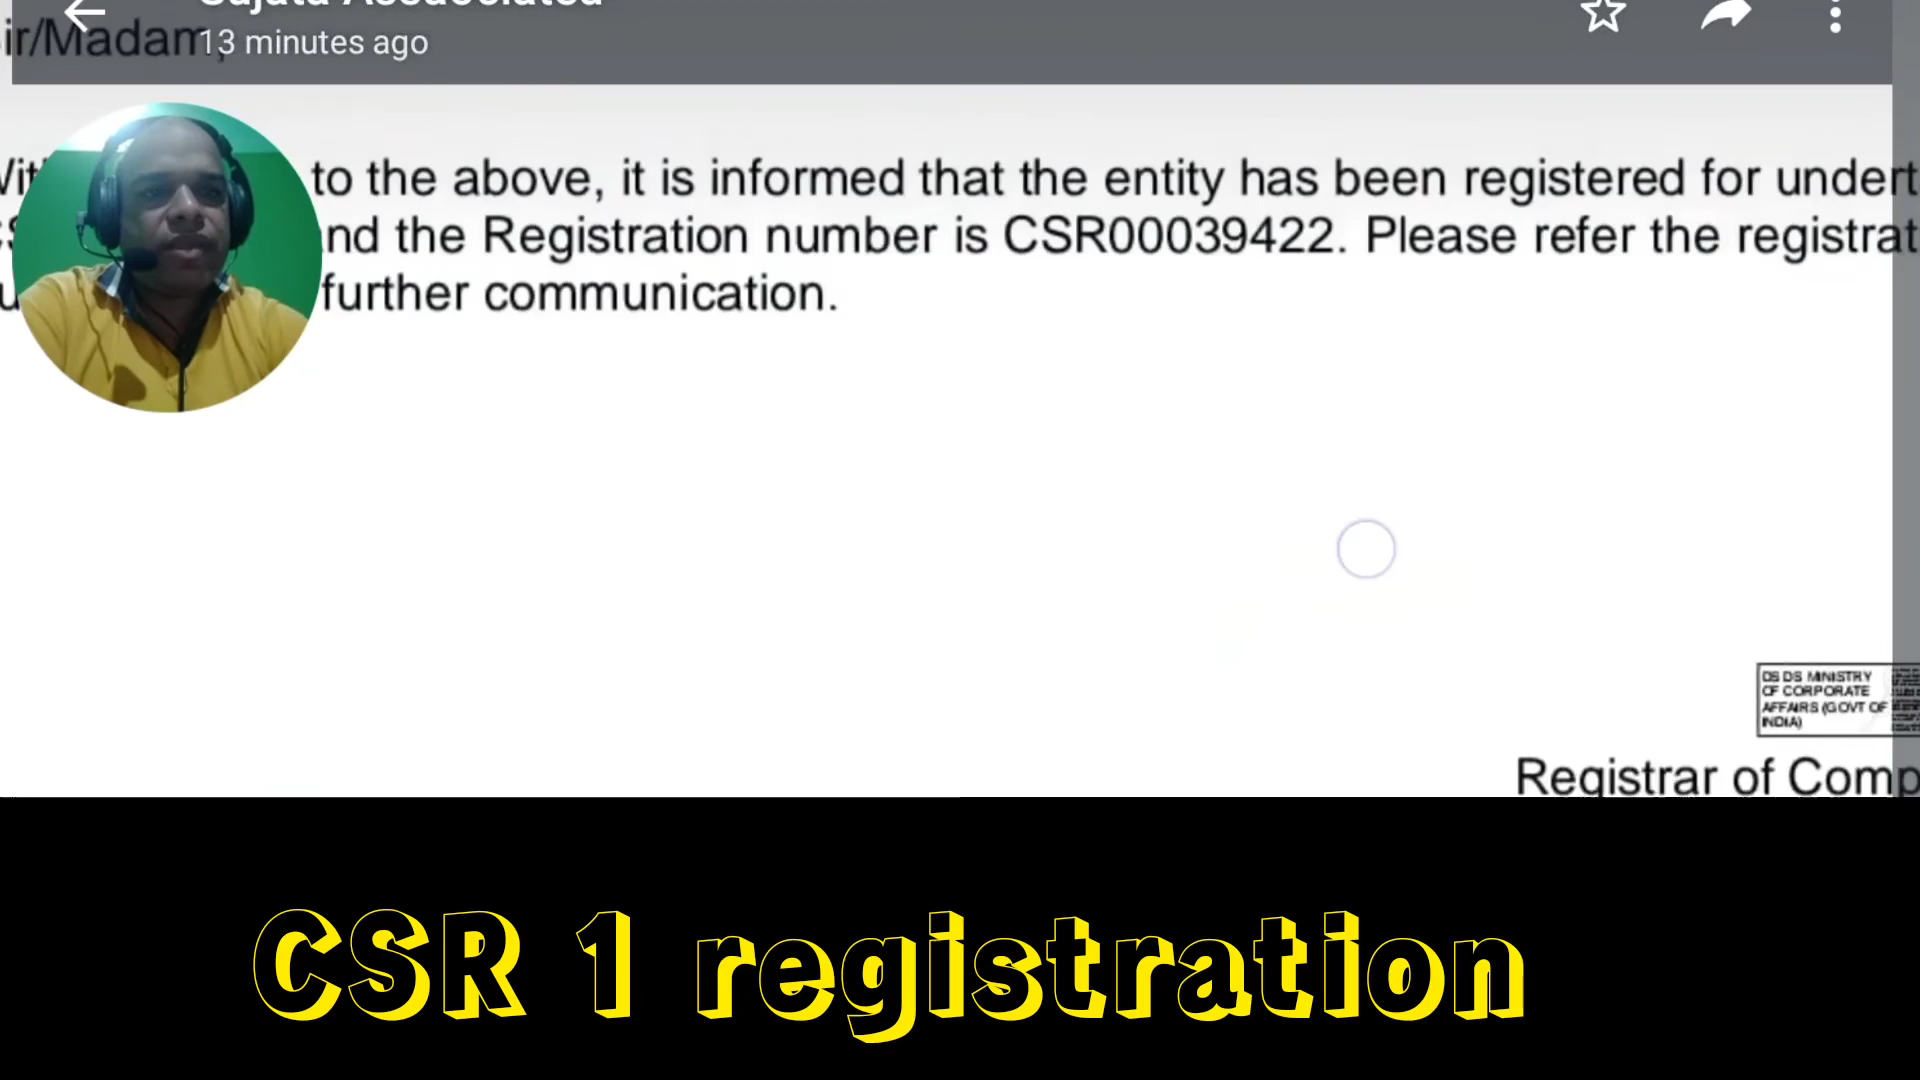 ir/Madam,
13 minutes ago
to the above, it is informed that the entity has been registered for undert
nd the Registration number is CSR00039422. Please refer the registrat
further communication.
DS DS MINISTRY
OF CORPORATE
AFFAIRS (GOVT OF
INDIA)
Registrar of Comp
CSR 1 registration